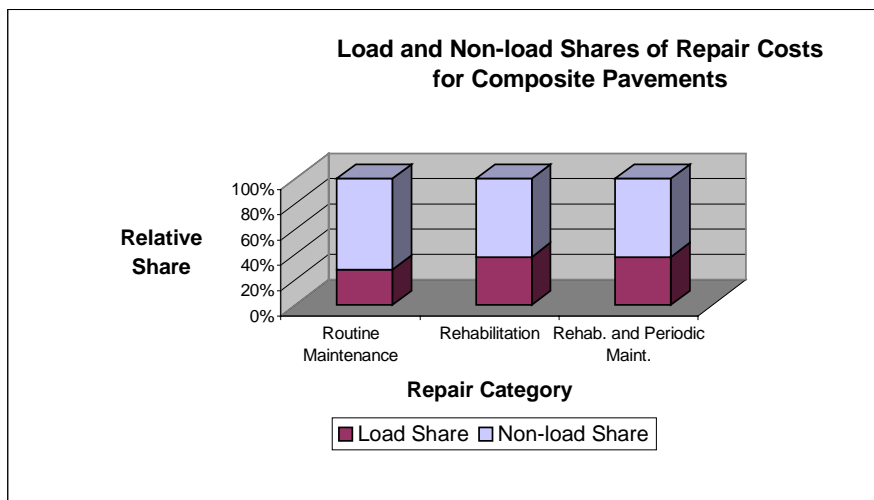 Load and Non-load Shares of Repair Costs
for Composite Pavements
100%
80%
60%
40%
20%
0%
Relative
Share
Routine
Maintenance
Rehabilitation
Rehab. and Periodic
Maint.
Repair Category
Load Share
Non-load Share